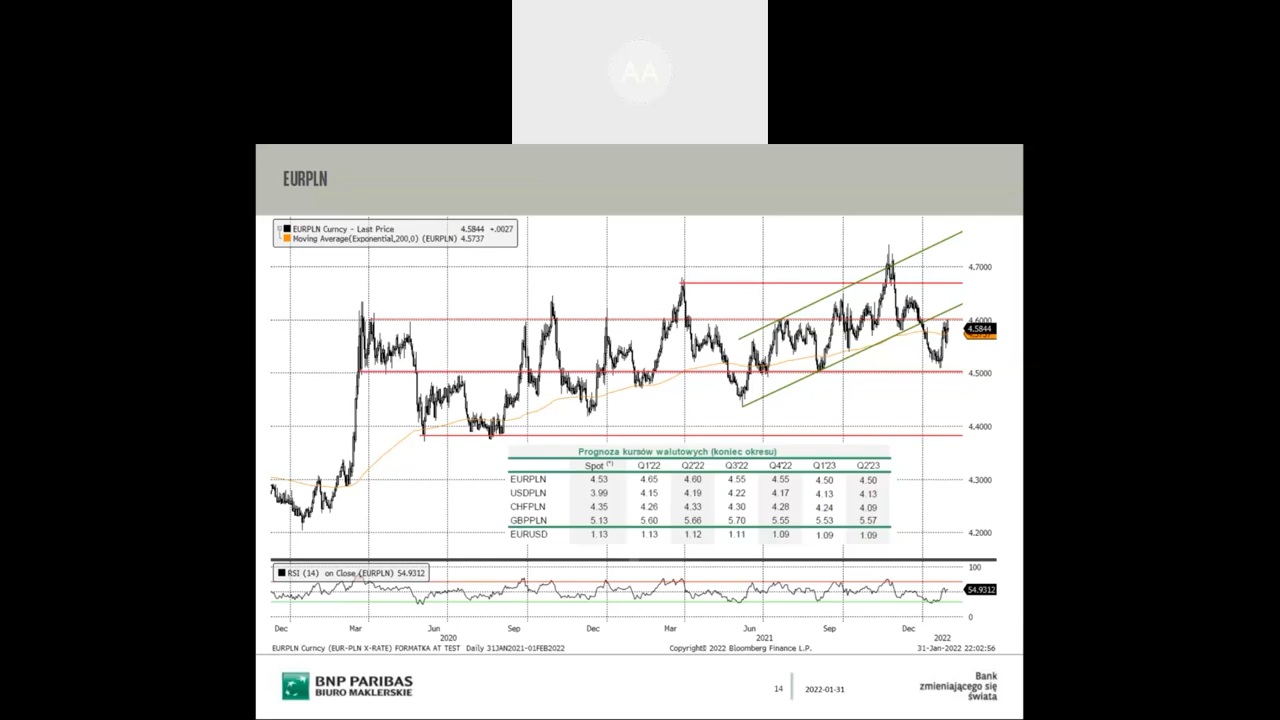 AA
EURPLN
EURPLN Curncy - Last Price 4.5844 +.0027
Moving Average(Exponential,200,0) (EURPLN) 4.5737
4.7000
4.6000
4.5844
4.5000
4.4000
4.3000
4.2000
Prognoza kursów walutowych (koniec okresu)
Spot (*) Q1'22 Q2'22 Q3'22 Q4'22 Q1'23 Q2'23
EURPLN 4.53 4.65 4.60 4.55 4.55 4.50 4.50
USDPLN 3.99 4.15 4.19 4.22 4.17 4.13 4.13
CHFPLN 4.35 4.26 4.33 4.30 4.28 4.24 4.09
GBPPLN 5.13 5.60 5.66 5.70 5.55 5.53 5.57
EURUSD 1.13 1.13 1.12 1.11 1.09 1.09 1.09
RSI (14) on Close (EURPLN) 54.9312
100
54.9312
0
Dec Mar Jun Sep Dec Mar Jun Sep Dec 2022
2020 2021
EURPLN Curncy (EUR-PLN X-RATE) FORMATKA AT TEST Daily 31JAN2021-01FEB2022 Copyright© 2022 Bloomberg Finance L.P. 31-Jan-2022 22:02:56
BNP PARIBAS
BIURO MAKLERSKIE
14 2022-01-31
Bank
zmieniającego się
świata